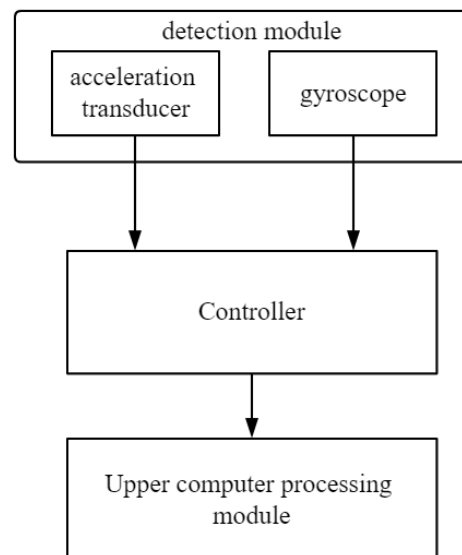 detection module
acceleration
transducer
gyroscope
Controller
Upper computer processing
module